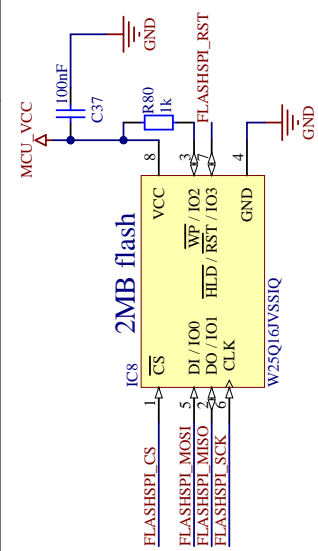 GND
100nF
C37
MCU_VCC
R80
1k
FLASHSPI_RST
GND
8
3
7
4
VCC
WP / IO2
HLD / RST / IO3
GND
2MB flash
IC8
CS
DI / IO0
DO / IO1
CLK
W25Q16JVSSIQ
1
5
2
6
FLASHSPI_CS
FLASHSPI_MOSI
FLASHSPI_MISO
FLASHSPI_SCK